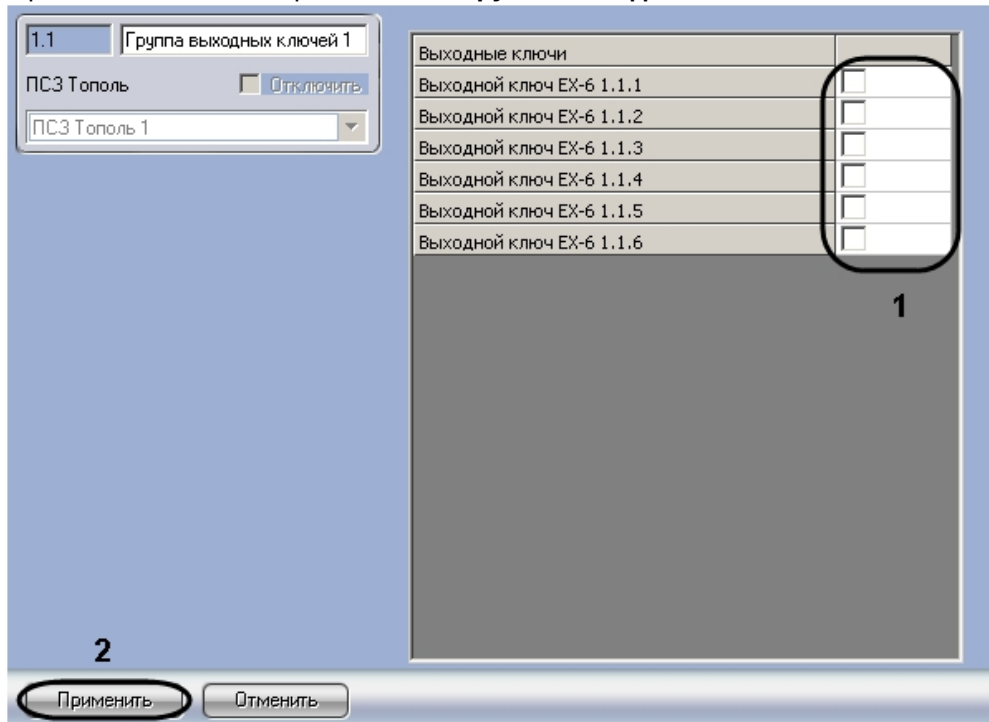 1.1 Группа выходных ключей 1
ПСЗ Тополь Отключить
ПСЗ Тополь 1
Выходные ключи
Выходной ключ EX-6 1.1.1
Выходной ключ EX-6 1.1.2
Выходной ключ EX-6 1.1.3
Выходной ключ EX-6 1.1.4
Выходной ключ EX-6 1.1.5
Выходной ключ EX-6 1.1.6
1
2
Применить Отменить